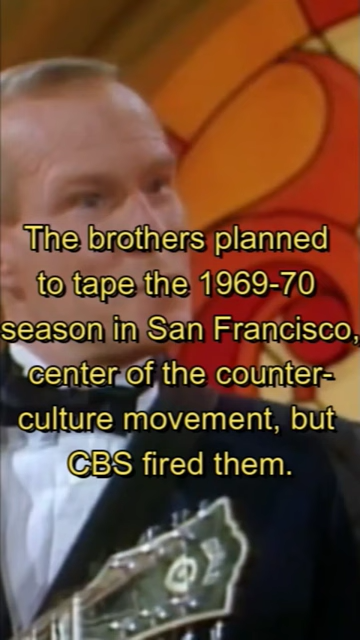 The brothers planned
to tape the 1969-70
season in San Francisco,
center of the counter-
culture movement, but
CBS fired them.